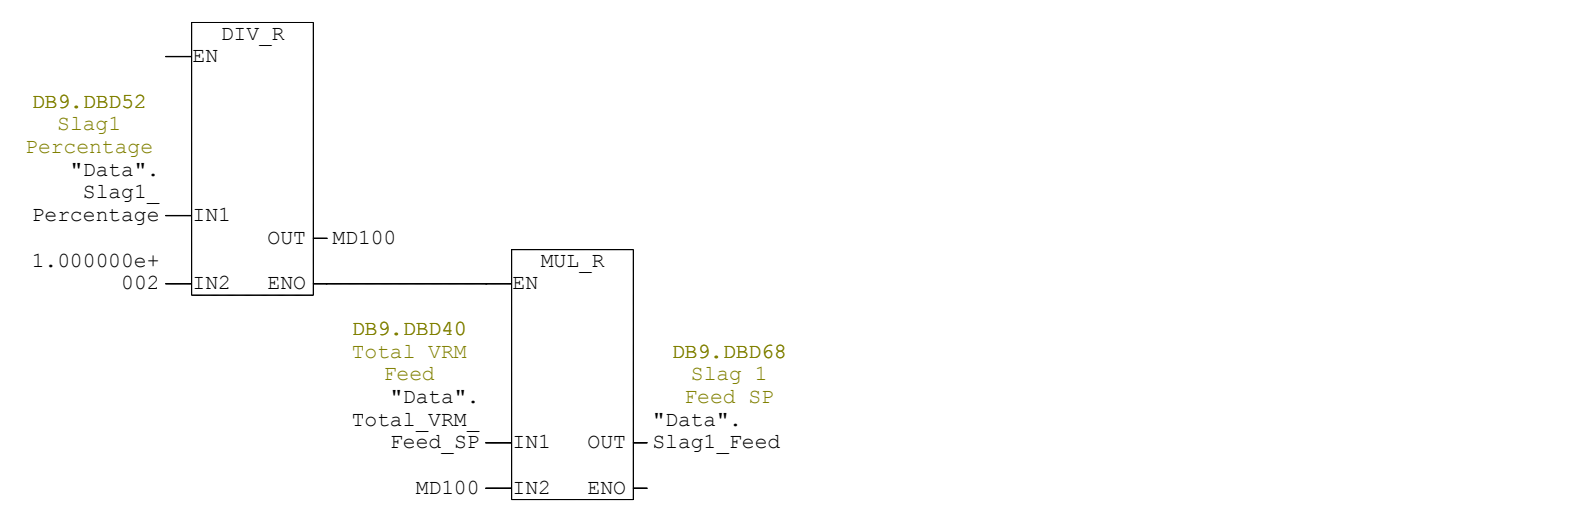 DIV_R
EN
DB9.DBD52
Slag1
Percentage
"Data".
Slag1_
Percentage
IN1
OUT
MD100
1.000000e+
002
IN2
ENO
MUL_R
EN
DB9.DBD40
Total VRM
Feed
"Data".
Total_VRM_
Feed_SP
IN1
MD100
IN2
OUT
ENO
DB9.DBD68
Slag 1
Feed SP
"Data".
Slag1_Feed